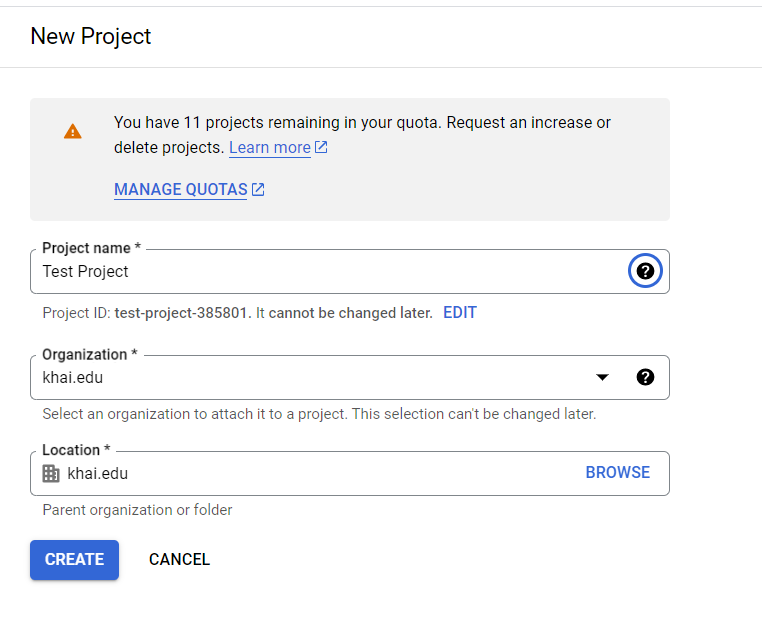 New Project
You have 11 projects remaining in your quota. Request an increase or
delete projects. Learn more
MANAGE QUOTAS
Project name *
Test Project
Project ID: test-project-385801. It cannot be changed later. EDIT
Organization *
khai.edu
Select an organization to attach it to a project. This selection can't be changed later.
Location *
khai.edu BROWSE
Parent organization or folder
CREATE CANCEL